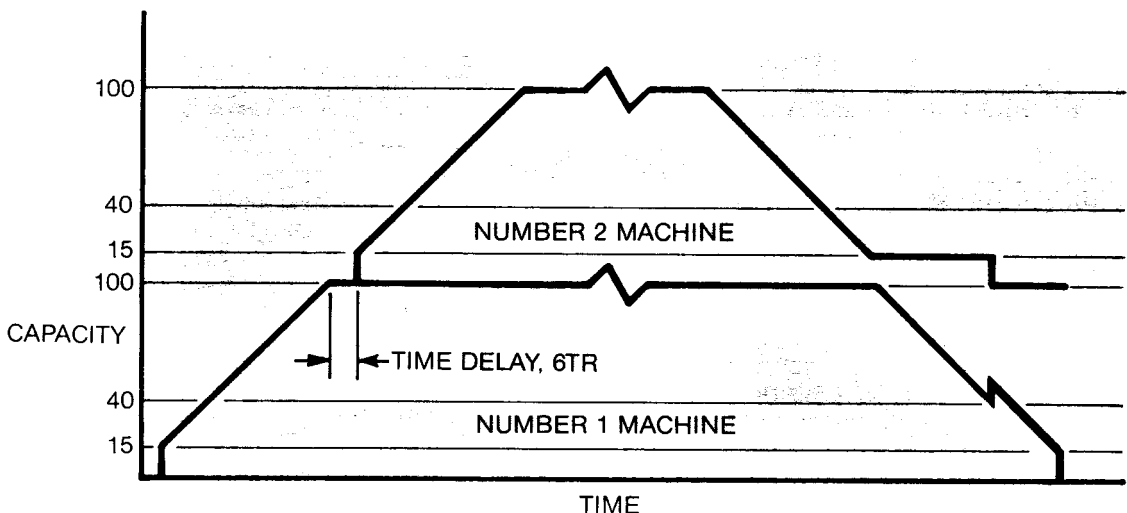 100
40
NUMBER 2 MACHINE
15
100
CAPACITY
TIME DELAY, 6TR
40
NUMBER 1 MACHINE
15
TIME